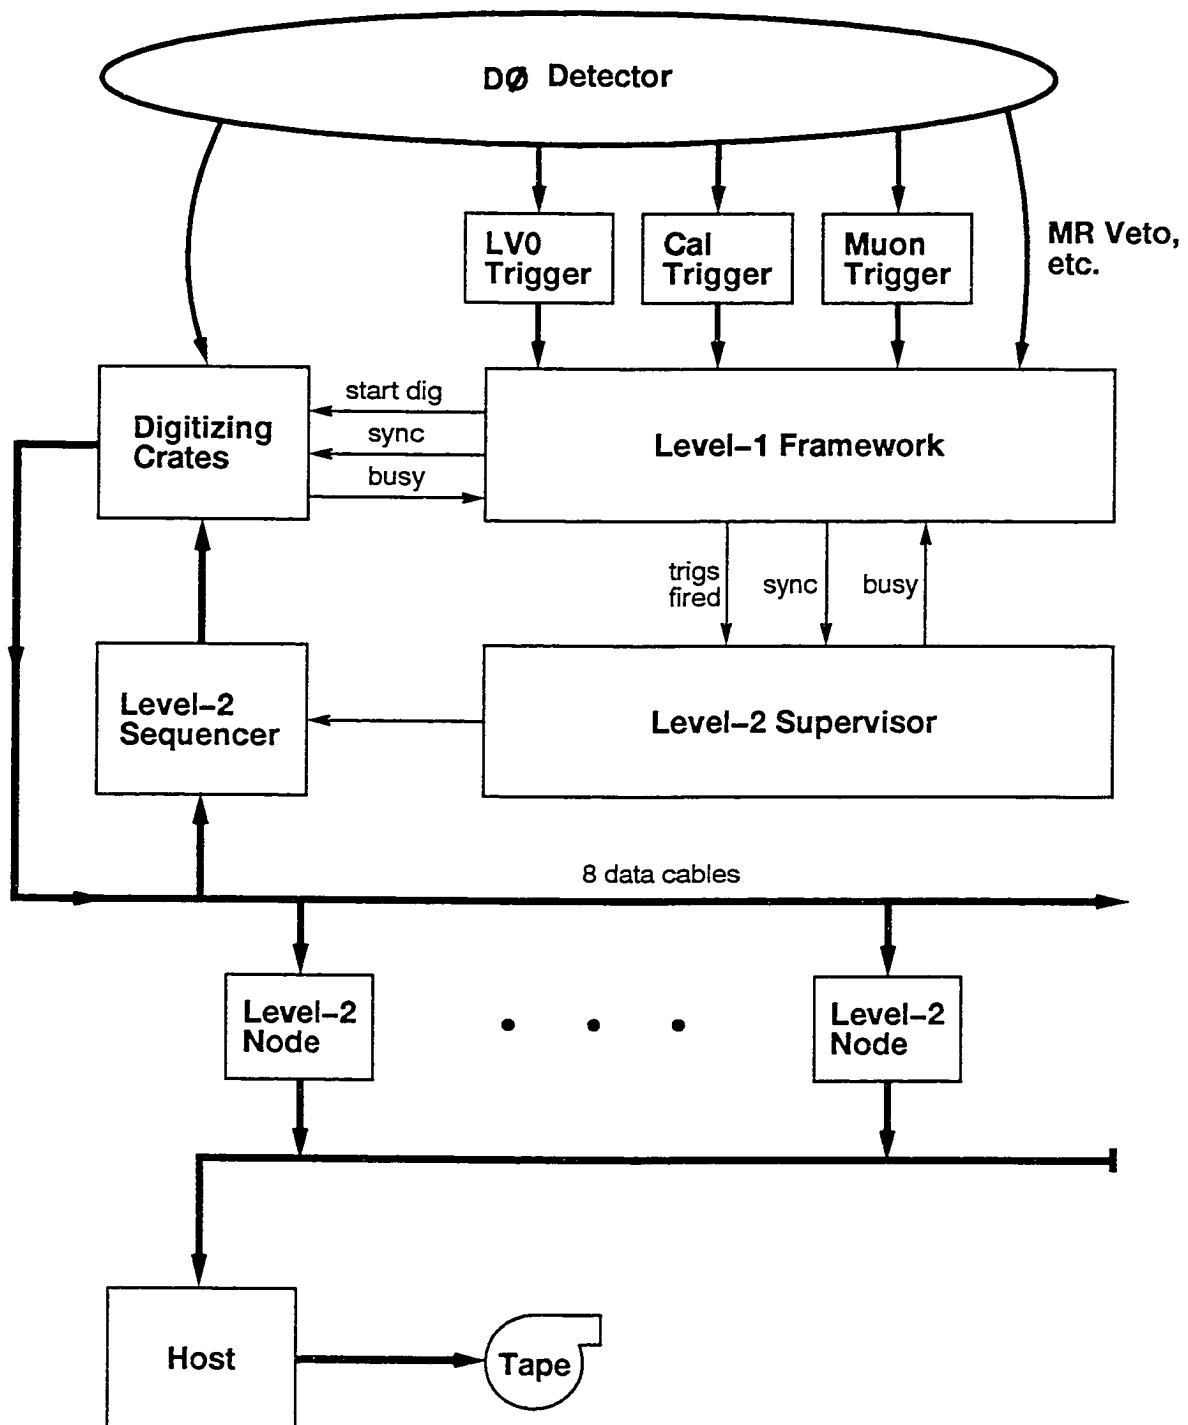 DØ Detector
LV0
Trigger
Cal
Trigger
Muon
Trigger
MR Veto,
etc.
Digitizing
Crates
start dig
sync
busy
Level-1 Framework
trigs
fired
sync
busy
Level-2
Sequencer
Level-2 Supervisor
8 data cables
Level-2
Node
Level-2
Node
Host
Tape